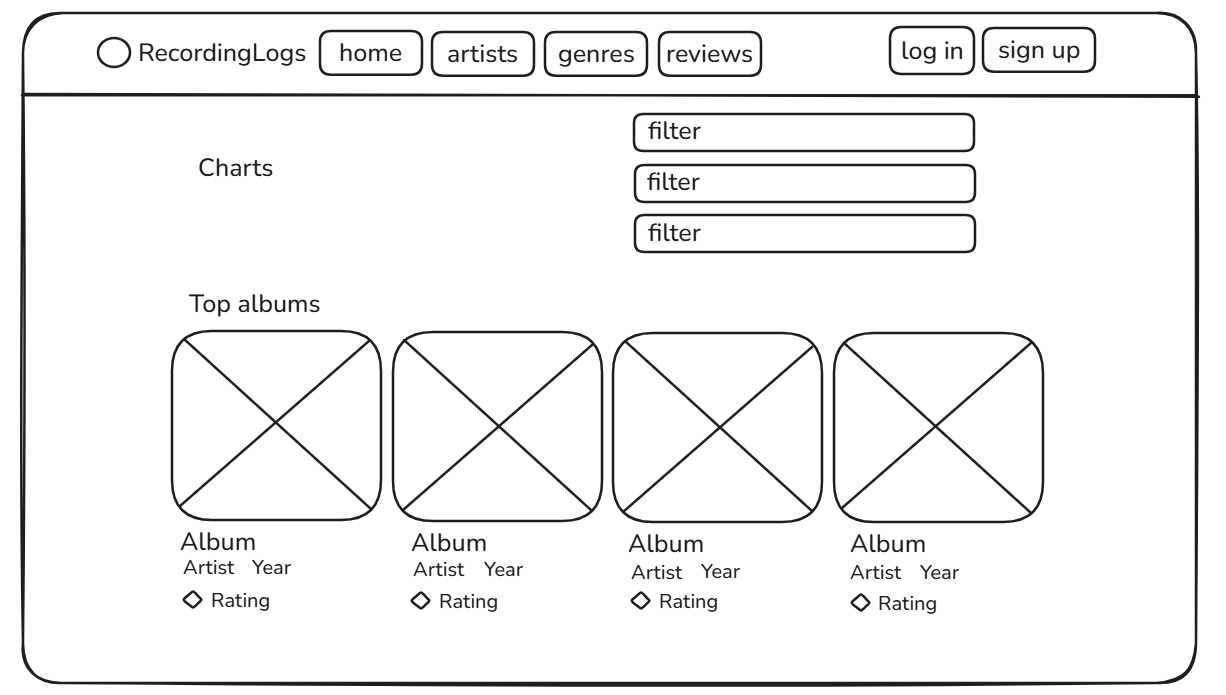 RecordingLogs home artists genres reviews log in sign up
filter
Charts
filter
filter
Top albums
Album Album Album Album
Artist Year Artist Year Artist Year Artist Year
Rating Rating Rating Rating